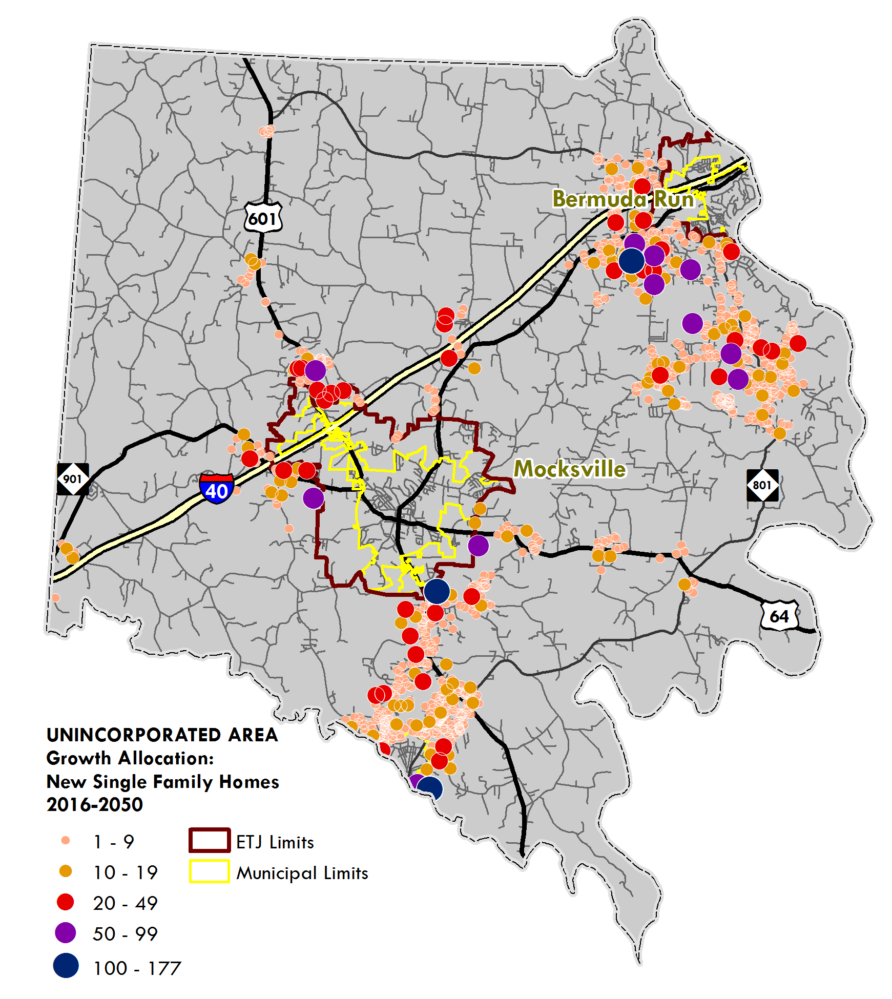 601
Bermuda Run
901
40
Mocksville
801
64
UNINCORPORATED AREA
Growth Allocation:
New Single Family Homes
2016-2050
1 - 9
ETJ Limits
10 - 19
Municipal Limits
20 - 49
50 - 99
100 - 177